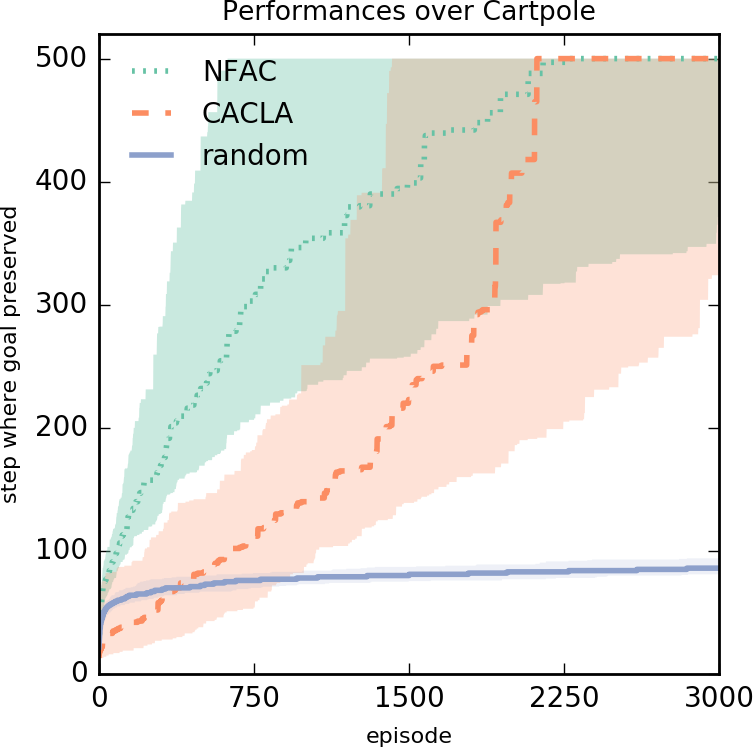 Performances over Cartpole
step where goal preserved
500
400
300
200
100
0
NFAC
CACLA
random
0 750 1500 2250 3000
episode